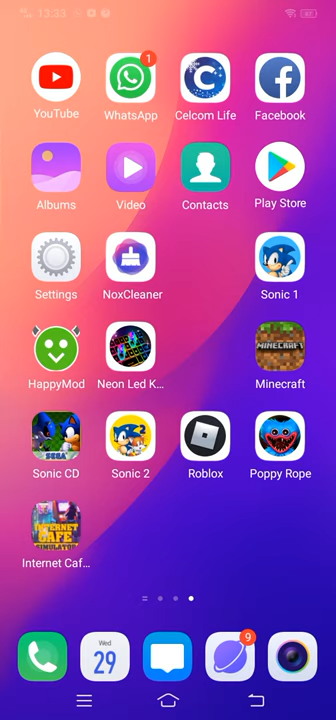 13:33
YouTube
1
WhatsApp
Celcom Life
Facebook
Albums
Video
Contacts
Play Store
Settings
NoxCleaner
Sonic 1
HappyMod
Neon Led K...
MINECRAFT
Minecraft
SEGA
Sonic CD
2
Sonic 2
Roblox
Poppy Rope
INTERNET
CAFE
SIMULATOR
Internet Caf...
Wed
29
9